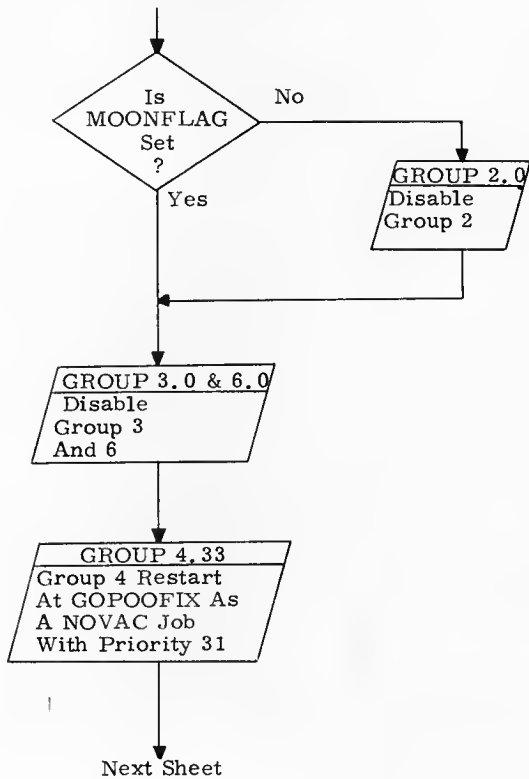 Is
MOONFLAG
Set
?
No
Yes
GROUP 2.0
Disable
Group 2
GROUP 3.0 & 6.0
Disable
Group 3
And 6
GROUP 4.33
Group 4 Restart
At GOPOOFIX As
A NOVAC Job
With Priority 31
Next Sheet